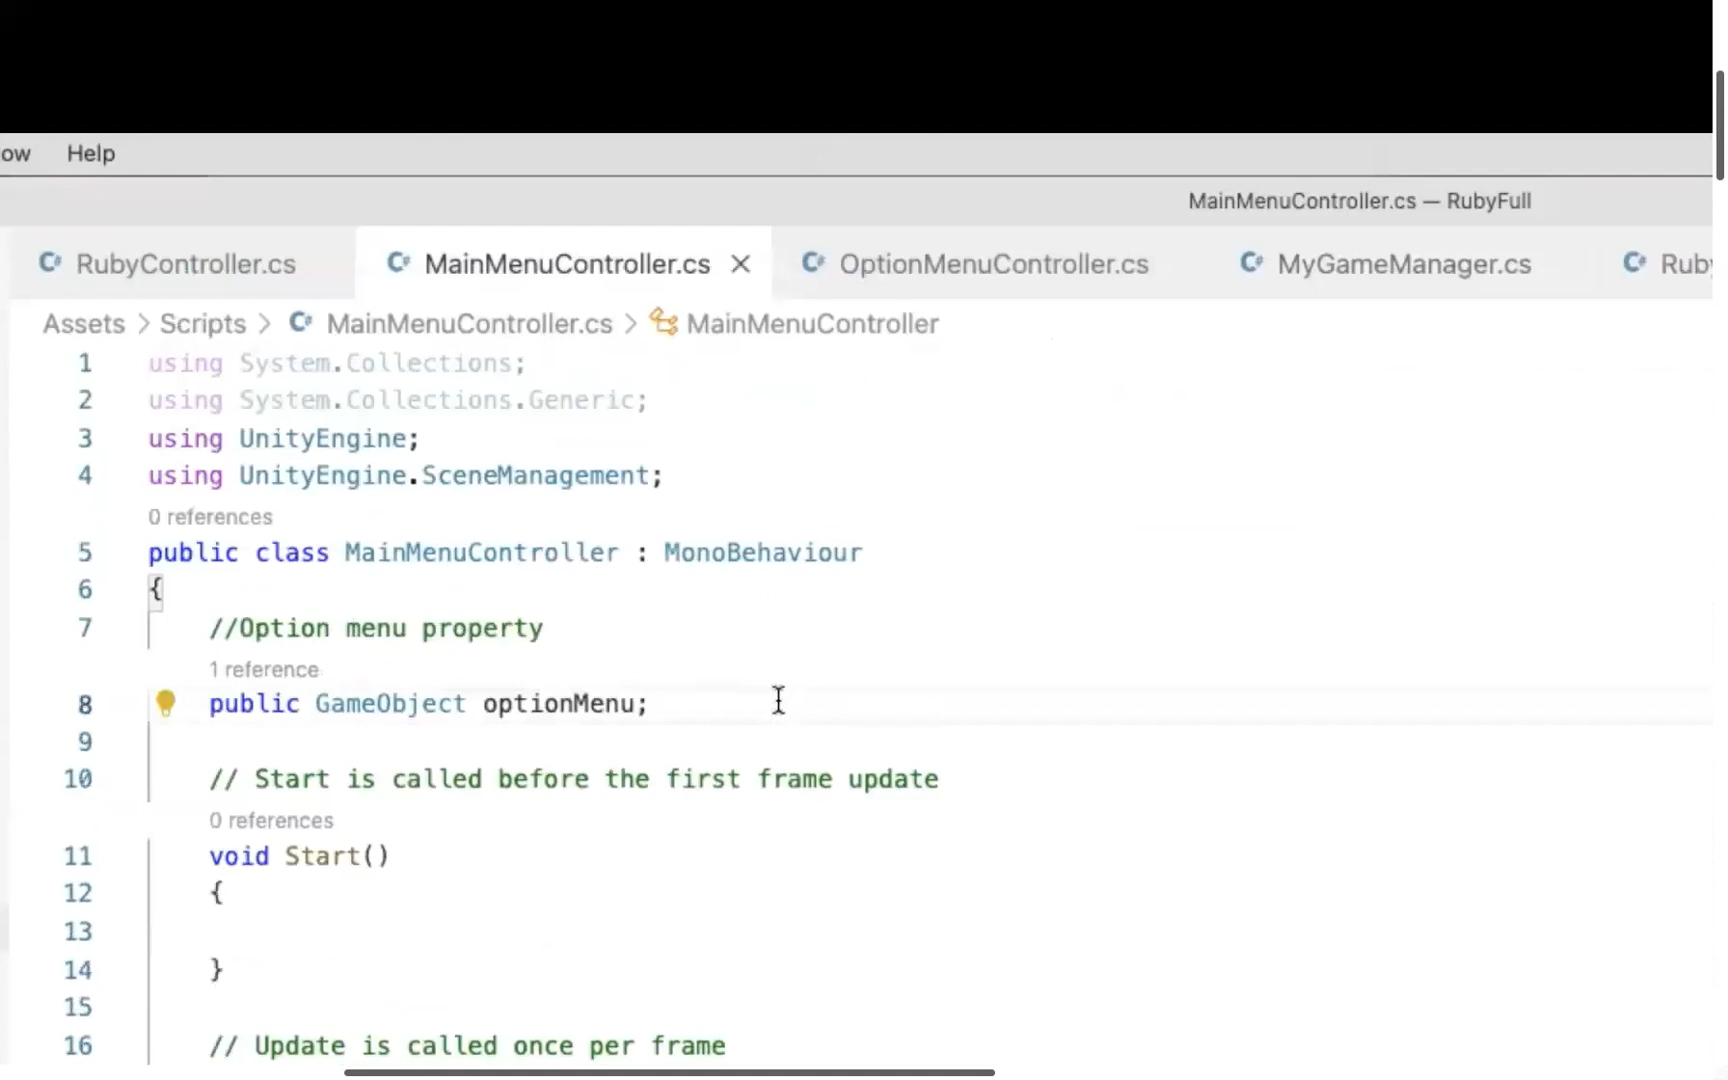 ow Help
MainMenuController.cs — RubyFull
RubyController.cs MainMenuController.cs OptionMenuController.cs MyGameManager.cs Ruby
Assets > Scripts > MainMenuController.cs > MainMenuController
1 using System.Collections;
2 using System.Collections.Generic;
3 using UnityEngine;
4 using UnityEngine.SceneManagement;
0 references
5 public class MainMenuController : MonoBehaviour
6 {
7 //Option menu property
1 reference
8 public GameObject optionMenu;
9
10 // Start is called before the first frame update
0 references
11 void Start()
12 {
13
14 }
15
16 // Update is called once per frame